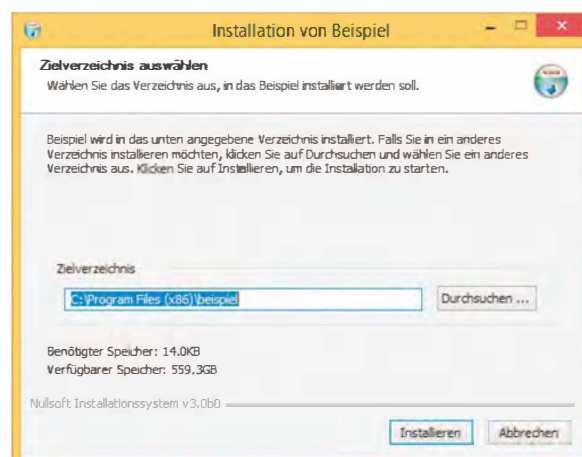 Installation von Beispiel
Zielverzeichnis auswählen
Wählen Sie das Verzeichnis aus, in das Beispiel installiert werden soll.
Beispiel wird in das unten angegebene Verzeichnis installiert. Falls Sie in ein anderes
Verzeichnis installieren möchten, klicken Sie auf Durchsuchen und wählen Sie ein anderes
Verzeichnis aus. Klicken Sie auf Installieren, um die Installation zu starten.
Zielverzeichnis
C:\Program Files (x86)\beispiel
Durchsuchen ...
Benötigter Speicher: 14.0KB
Verfügbarer Speicher: 559.3GB
Nullsoft Installationssystem v3.0b0
Installieren
Abbrechen